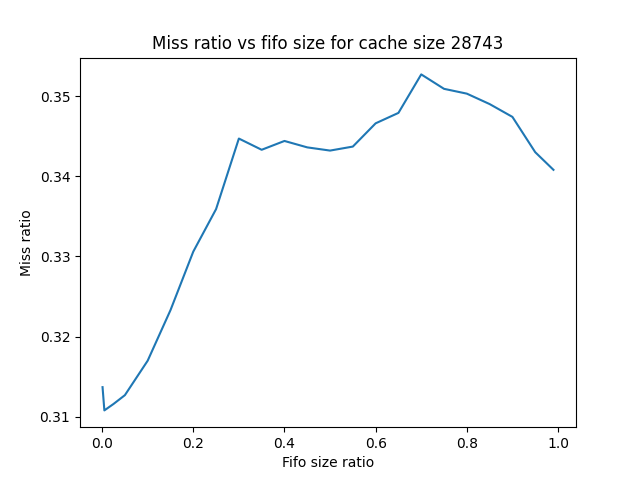 Miss ratio vs fifo size for cache size 28743
Miss ratio
0.35
0.34
0.33
0.32
0.31
0.0 0.2 0.4 0.6 0.8 1.0
Fifo size ratio